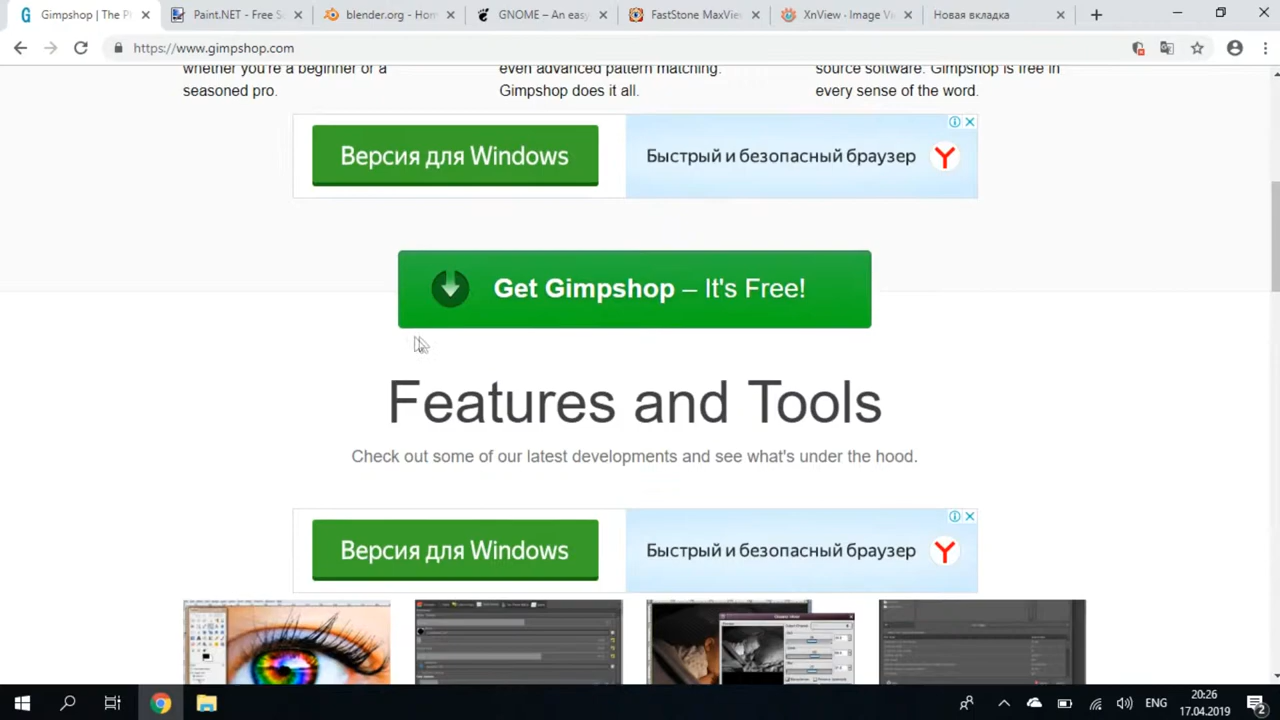 Gimpshop | The P
Paint.NET - Free So
blender.org - Hom
GNOME – An easy
FastStone MaxVie
XnView · Image Vi
Новая вкладка
https://www.gimpshop.com
whether you're a beginner or a
seasoned pro.
even advanced pattern matching.
Gimpshop does it all.
source software. Gimpshop is free in
every sense of the word.
Версия для Windows
Быстрый и безопасный браузер
Get Gimpshop – It's Free!
Features and Tools
Check out some of our latest developments and see what's under the hood.
Версия для Windows
Быстрый и безопасный браузер
ENG
20:26
17.04.2019
2